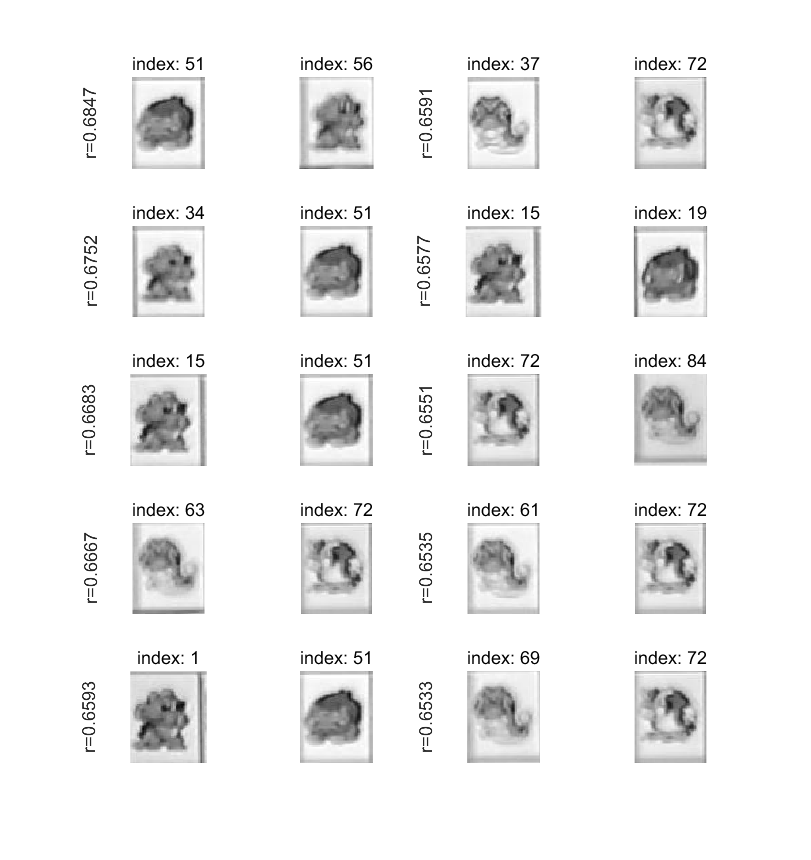 index: 51 index: 56 index: 37 index: 72
r=0.6847 r=0.6591
index: 34 index: 51 index: 15 index: 19
r=0.6752 r=0.6577
index: 15 index: 51 index: 72 index: 84
r=0.6683 r=0.6551
index: 63 index: 72 index: 61 index: 72
r=0.6667 r=0.6535
index: 1 index: 51 index: 69 index: 72
r=0.6593 r=0.6533